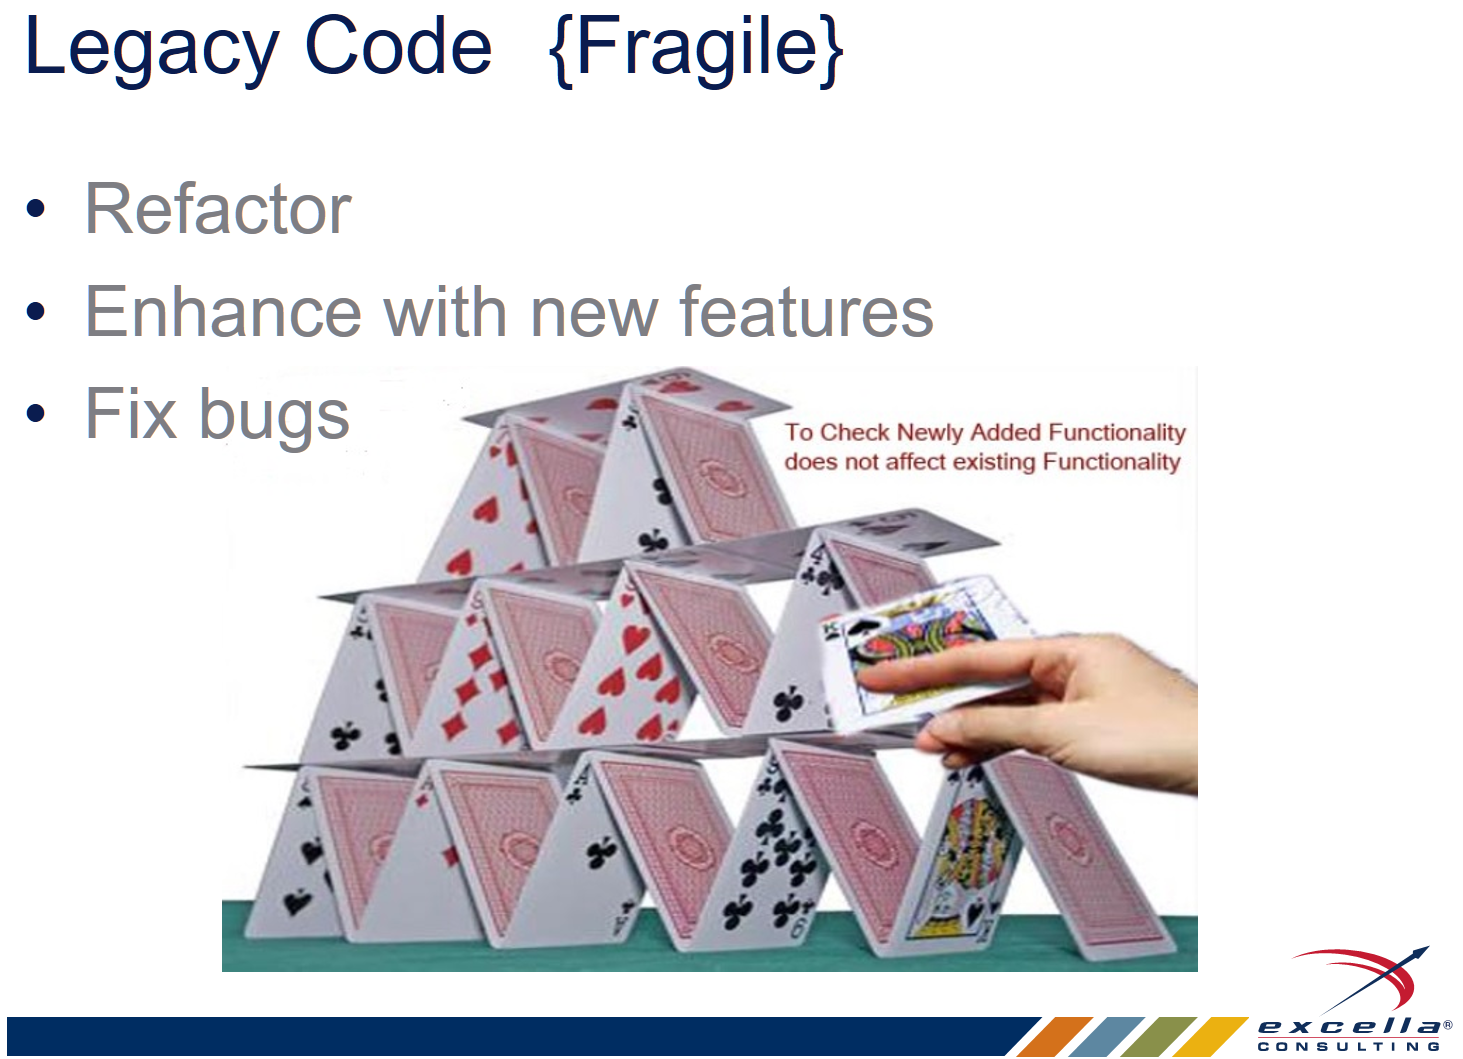 Legacy Code {Fragile}
• Refactor
• Enhance with new features
• Fix bugs
To Check Newly Added Functionality
does not affect existing Functionality
excella®
CONSULTING